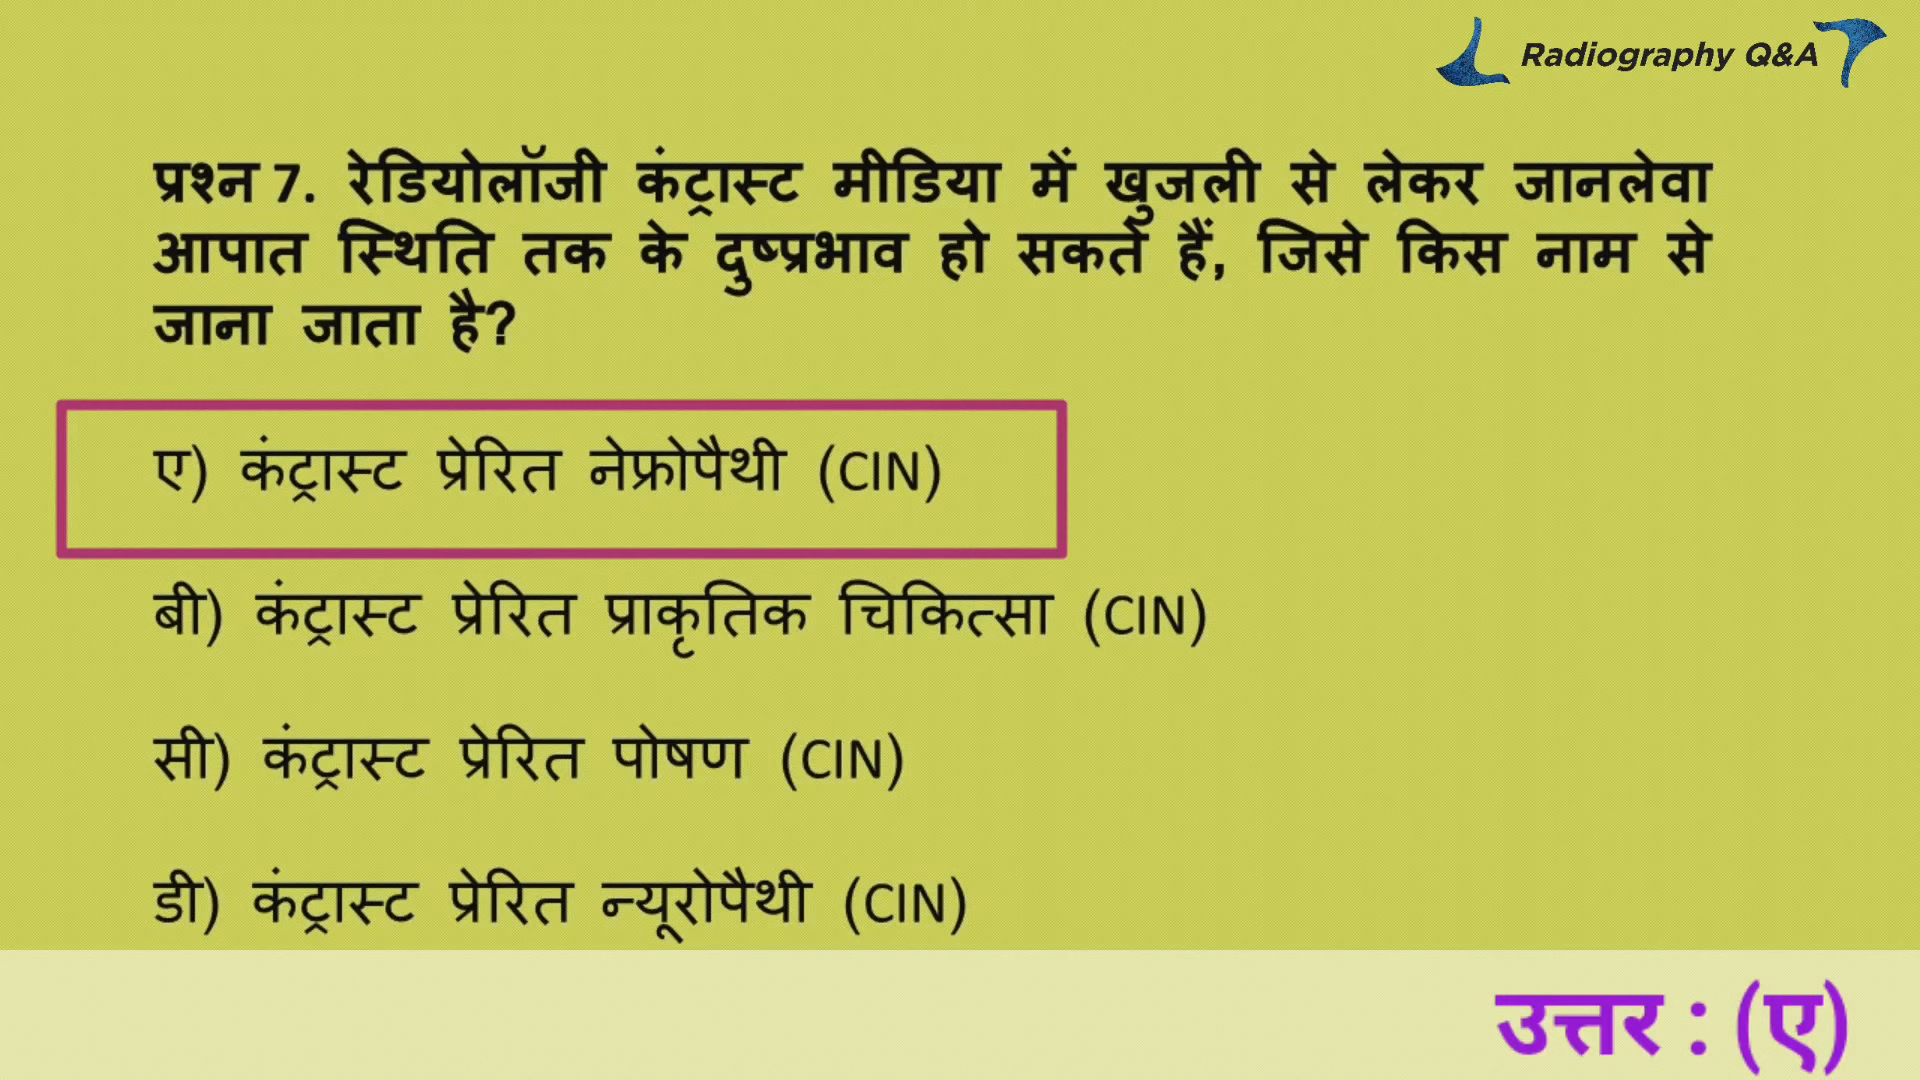 Radiography Q&A
प्रश्न 7. रेडियोलॉजी कंट्रास्ट मीडिया में खुजली से लेकर जानलेवा
आपात स्थिति तक के दुष्प्रभाव हो सकते हैं, जिसे किस नाम से
जाना जाता है?
ए) कंट्रास्ट प्रेरित नेफ्रोपैथी (CIN)
बी) कंट्रास्ट प्रेरित प्राकृतिक चिकित्सा (CIN)
सी) कंट्रास्ट प्रेरित पोषण (CIN)
डी) कंट्रास्ट प्रेरित न्यूरोपैथी (CIN)
उत्तर : (ए)